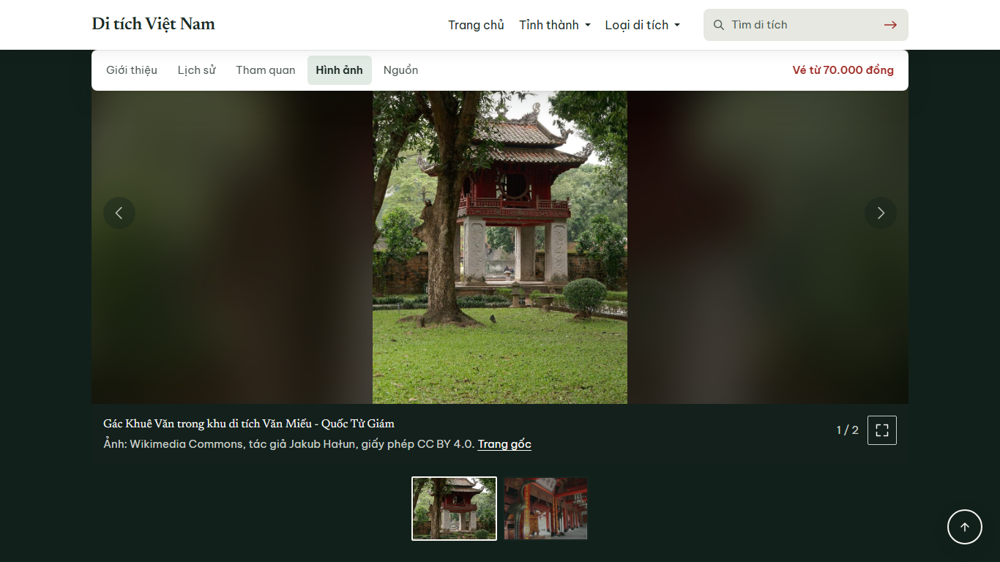 Di tích Việt Nam
Trang chủ
Tỉnh thành
Loại di tích
Tìm di tích
Giới thiệu
Lịch sử
Tham quan
Hình ảnh
Nguồn
Vé từ 70.000 đồng
Gác Khuê Văn trong khu di tích Văn Miếu - Quốc Tử Giám
Ảnh: Wikimedia Commons, tác giả Jakub Hałun, giấy phép CC BY 4.0. Trang gốc
1 / 2